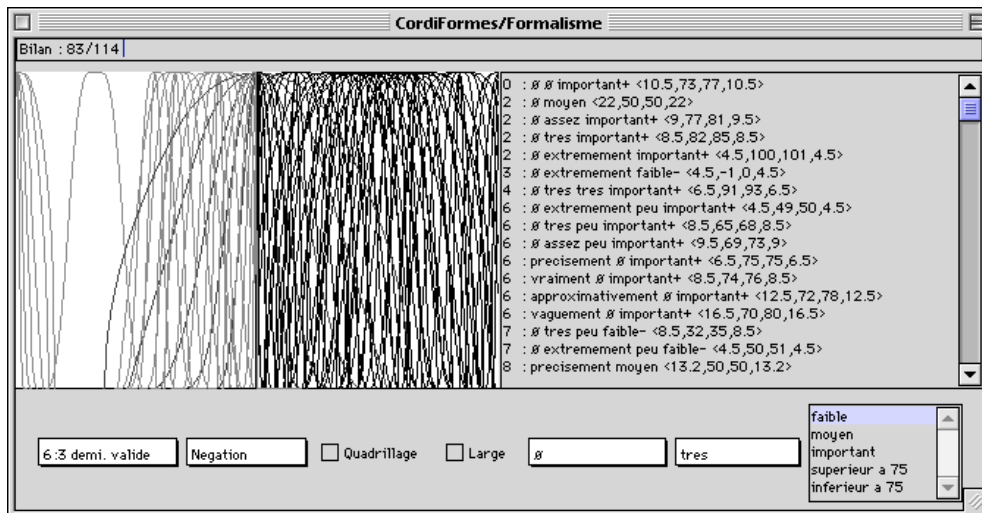 CordiFormes/Formalisme
Bilan : 83/114
0 : ø ø important+ <10.5,73,77,10.5>
2 : ø moyen <22,50,50,22>
2 : ø assez important+ <9,77,81,9.5>
2 : ø tres important+ <8.5,82,85,8.5>
2 : ø extremement important+ <4.5,100,101,4.5>
3 : ø extremement faible- <4.5,-1,0,4.5>
4 : ø tres tres important+ <6.5,91,93,6.5>
6 : ø extremement peu important+ <4.5,49,50,4.5>
6 : ø tres peu important+ <8.5,65,68,8.5>
6 : ø assez peu important+ <9.5,69,73,9>
6 : precisement ø important+ <6.5,75,75,6.5>
6 : vraiment ø important+ <8.5,74,76,8.5>
6 : approximativement ø important+ <12.5,72,78,12.5>
6 : vaguement ø important+ <16.5,70,80,16.5>
7 : ø tres peu faible- <8.5,32,35,8.5>
7 : ø extremement peu faible- <4.5,50,51,4.5>
8 : precisement moyen <13.2,50,50,13.2>
6:3 demi. valide
Negation
Quadrillage
Large
ø
tres
faible
moyen
important
superieur a 75
inferieur a 75